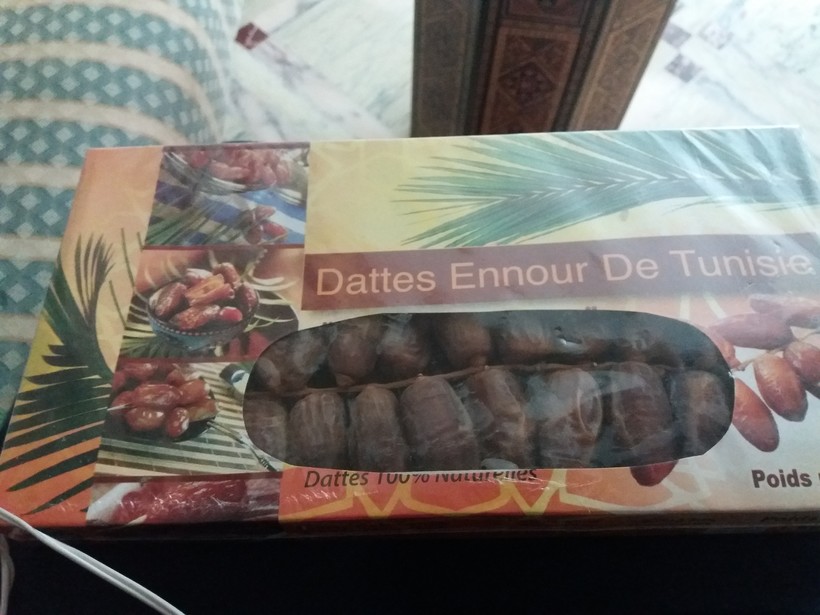 Dattes Ennour De Tunisie
Dattes 100% Naturelles
Poids